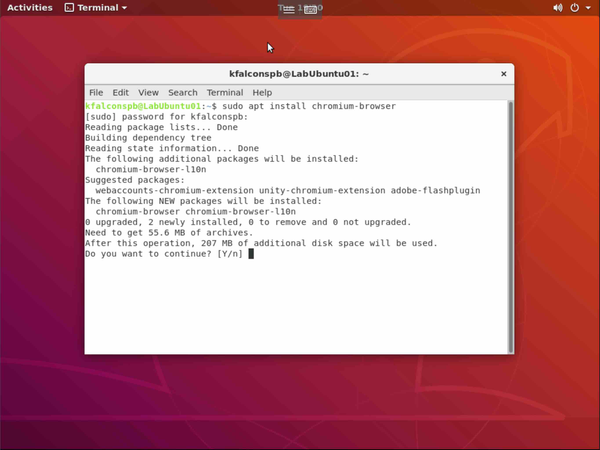 Activities
Terminal
kfalconspb@LabUbuntu01: ~
File Edit View Search Terminal Help
kfalconspb@LabUbuntu01:~$ sudo apt install chromium-browser
[sudo] password for kfalconspb:
Reading package lists... Done
Building dependency tree
Reading state information... Done
The following additional packages will be installed:
  chromium-browser-l10n
Suggested packages:
  webaccounts-chromium-extension unity-chromium-extension adobe-flashplugin
The following NEW packages will be installed:
  chromium-browser chromium-browser-l10n
0 upgraded, 2 newly installed, 0 to remove and 0 not upgraded.
Need to get 55.6 MB of archives.
After this operation, 207 MB of additional disk space will be used.
Do you want to continue? [Y/n]